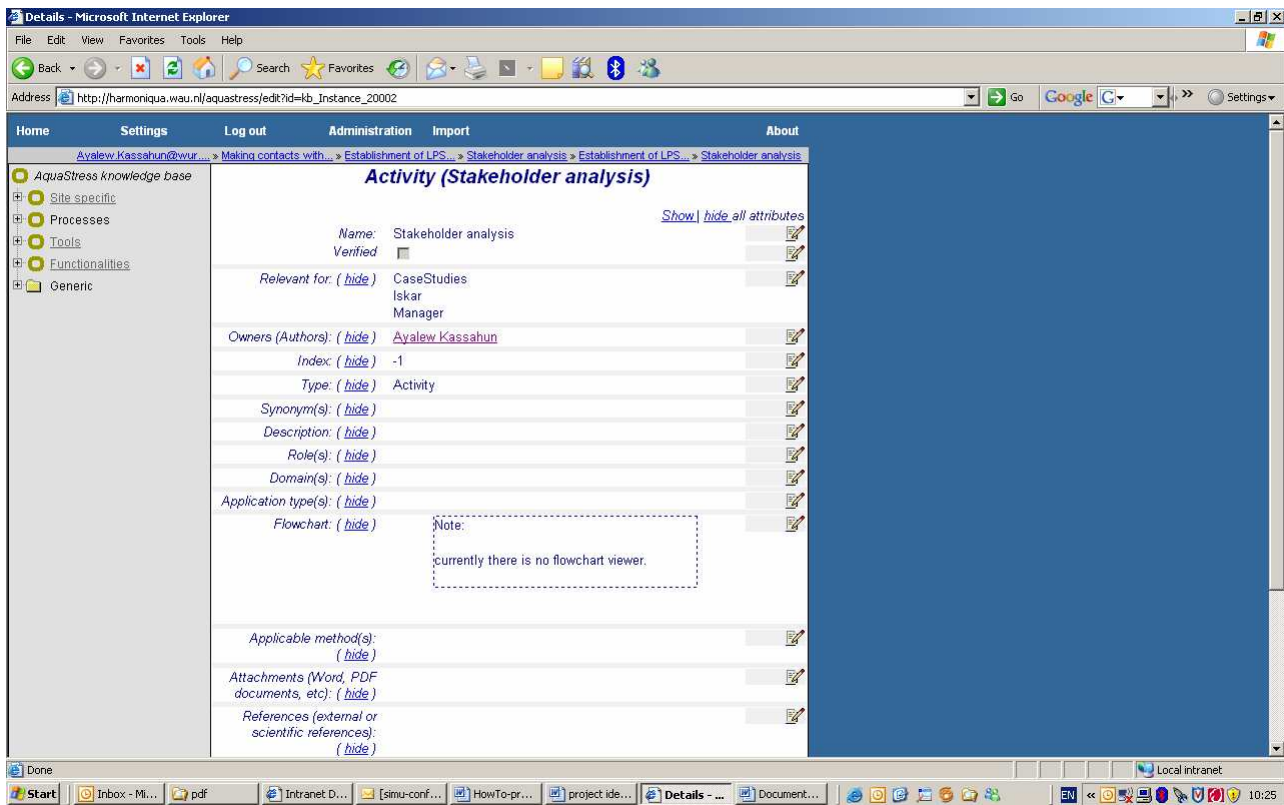 Details - Microsoft Internet Explorer
File Edit View Favorites Tools Help
Back Search Favorites
Address http://harmoniqua.wau.nl/aquastress/edit?id=kb_Instance_20002 Go Google G Settings
Home Settings Log out Administration Import About
Ayalew.Kassahun@wur.... » Making contacts with... » Establishment of LPS... » Stakeholder analysis » Establishment of LPS... » Stakeholder analysis
AquaStress knowledge base
Site specific
Processes
Tools
Functionalities
Generic
Activity (Stakeholder analysis)
Show | hide all attributes
Name: Stakeholder analysis
Verified
Relevant for: ( hide ) CaseStudies
Iskar
Manager
Owners (Authors): ( hide ) Ayalew Kassahun
Index: ( hide ) -1
Type: ( hide ) Activity
Synonym(s): ( hide )
Description: ( hide )
Role(s): ( hide )
Domain(s): ( hide )
Application type(s): ( hide )
Flowchart: ( hide ) Note:
currently there is no flowchart viewer.
Applicable method(s):
( hide )
Attachments (Word, PDF
documents, etc): ( hide )
References (external or
scientific references):
( hide )
Done Local intranet
Start Inbox - Mi... pdf Intranet D... [simu-conf... HowTo-pr... project ide... Details - ... Document... EN « 10:25